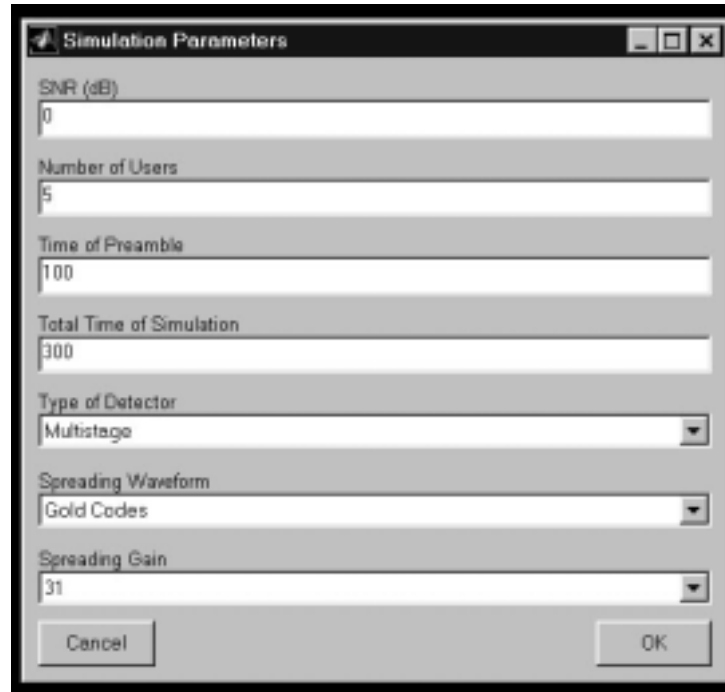 Simulation Parameters
SNR (dB)
0
Number of Users
5
Time of Preamble
100
Total Time of Simulation
300
Type of Detector
Multistage
Spreading Waveform
Gold Codes
Spreading Gain
31
Cancel OK